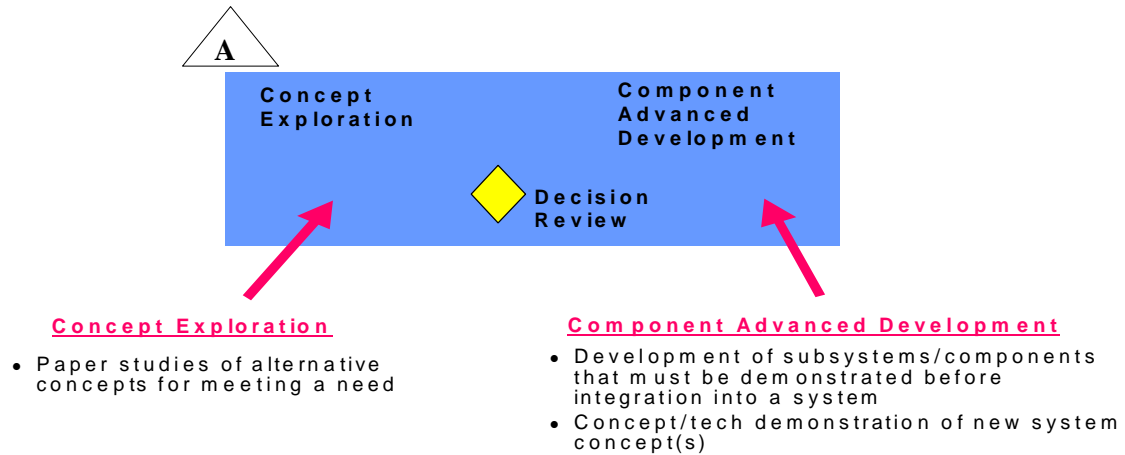 A
Concept
Exploration
Component
Advanced
Development
Decision
Review
Concept Exploration
• Paper studies of alternative
concepts for meeting a need
Component Advanced Development
• Development of subsystems/components
that must be demonstrated before
integration into a system
• Concept/tech demonstration of new system
concept(s)